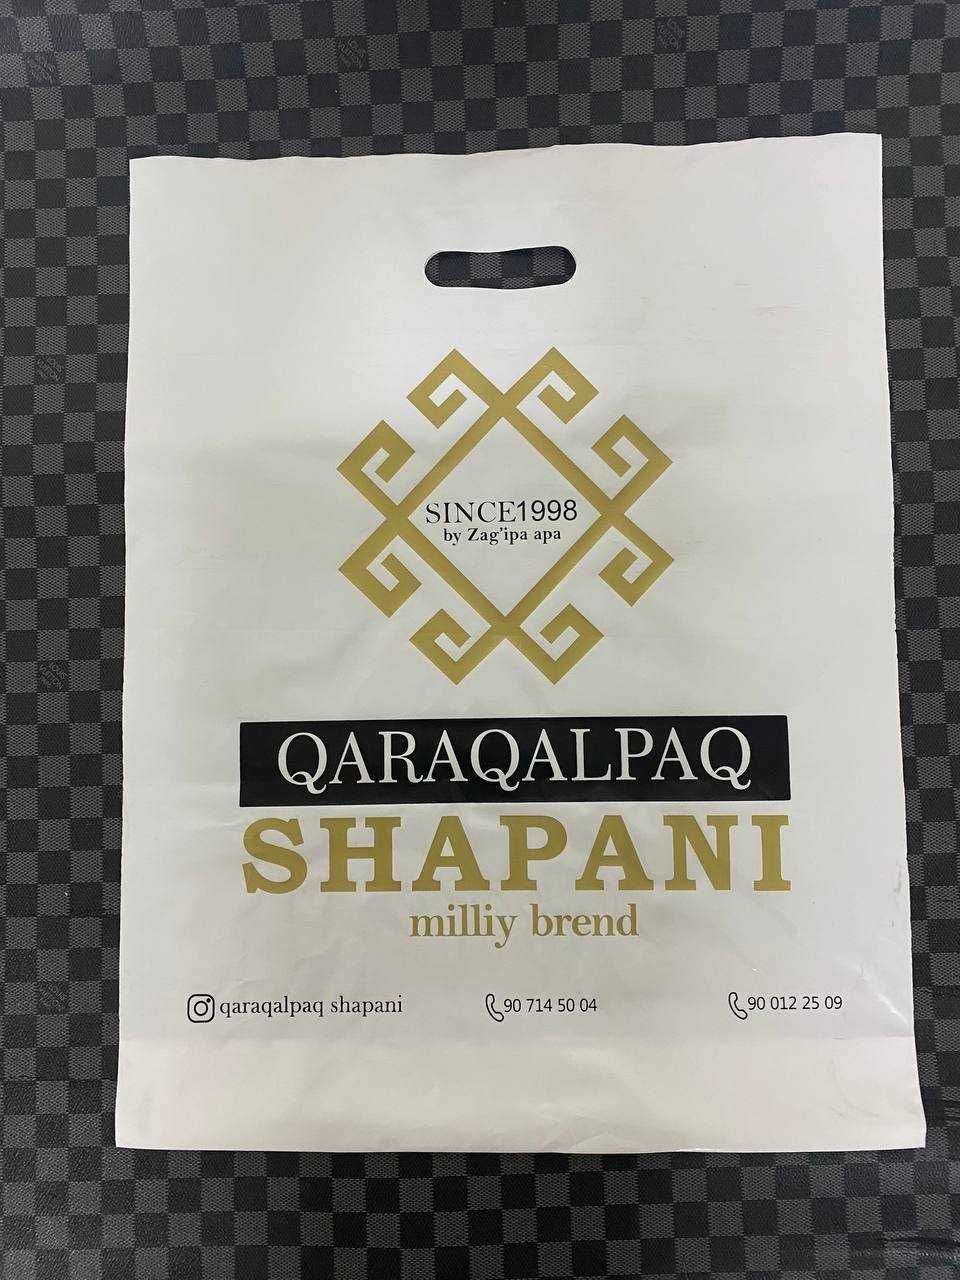 SINCE1998
by Zag'ipa apa
QARAQALPAQ
SHAPANI
milliy brend
qaraqalpaq shapani 90 714 50 04 90 012 25 09